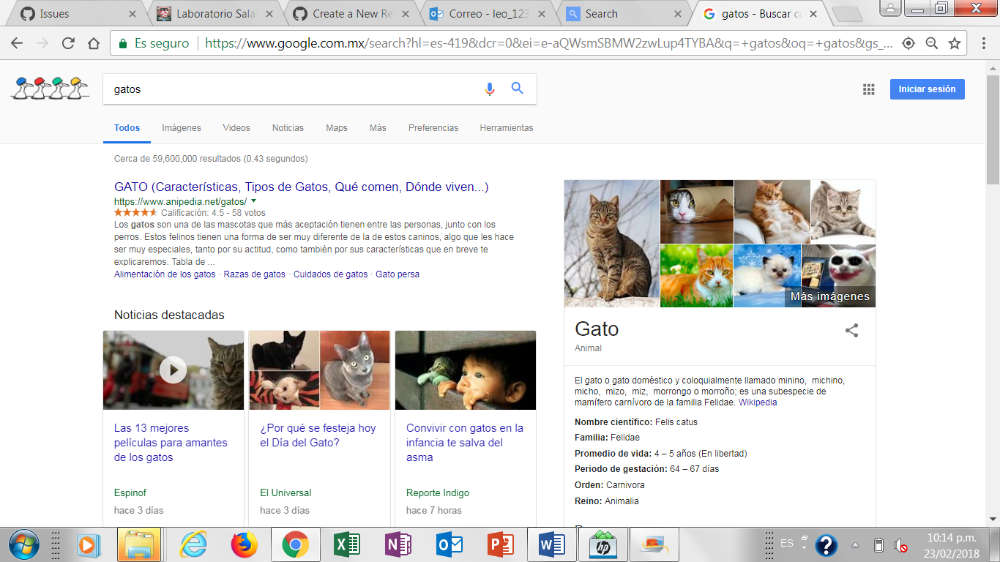 Issues
Laboratorio Sala
Create a New Re
Correo - leo_123
Search
gatos - Buscar co
Es seguro
https://www.google.com.mx/search?hl=es-419&dcr=0&ei=e-aQWsmSBMW2zwLup4TYBA&q=+gatos&oq=+gatos&gs_...
gatos
Iniciar sesión
Todos
Imágenes
Videos
Noticias
Maps
Más
Preferencias
Herramientas
Cerca de 59,600,000 resultados (0.43 segundos)
GATO (Características, Tipos de Gatos, Qué comen, Dónde viven...)
https://www.anipedia.net/gatos/
Calificación: 4.5 - 58 votos
Los gatos son una de las mascotas que más aceptación tienen entre las personas, junto con los
perros. Estos felinos tienen una forma de ser muy diferente de la de estos caninos, algo que les hace
ser muy especiales, tanto por su actitud, como también por sus características que en breve te
explicaremos. Tabla de ...
Alimentación de los gatos · Razas de gatos · Cuidados de gatos · Gato persa
Noticias destacadas
Las 13 mejores
películas para amantes
de los gatos
Espinof
hace 3 días
¿Por qué se festeja hoy
el Día del Gato?
El Universal
hace 3 días
Convivir con gatos en la
infancia te salva del
asma
Reporte Indigo
hace 7 horas
Más imágenes
Gato
Animal
El gato o gato doméstico y coloquialmente llamado minino, michino,
micho, mizo, miz, morrongo o morroño; es una subespecie de
mamífero carnívoro de la familia Felidae. Wikipedia
Nombre científico: Felis catus
Familia: Felidae
Promedio de vida: 4 – 5 años (En libertad)
Periodo de gestación: 64 – 67 días
Orden: Carnivora
Reino: Animalia
ES
10:14 p.m.
23/02/2018